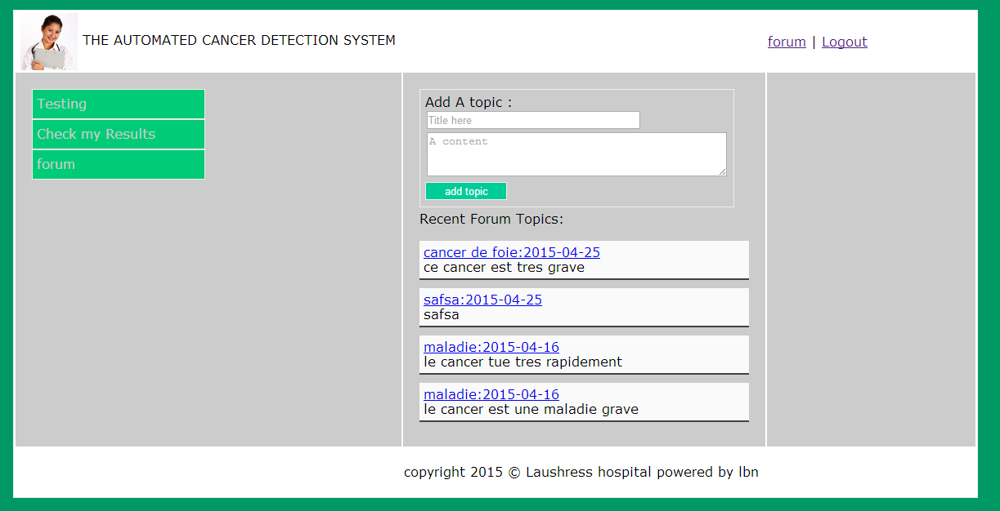 THE AUTOMATED CANCER DETECTION SYSTEM
forum | Logout
Testing
Check my Results
forum
Add A topic :
Title here
A content
add topic
Recent Forum Topics:
cancer de foie:2015-04-25
ce cancer est tres grave
safsa:2015-04-25
safsa
maladie:2015-04-16
le cancer tue tres rapidement
maladie:2015-04-16
le cancer est une maladie grave
copyright 2015 © Laushress hospital powered by lbn